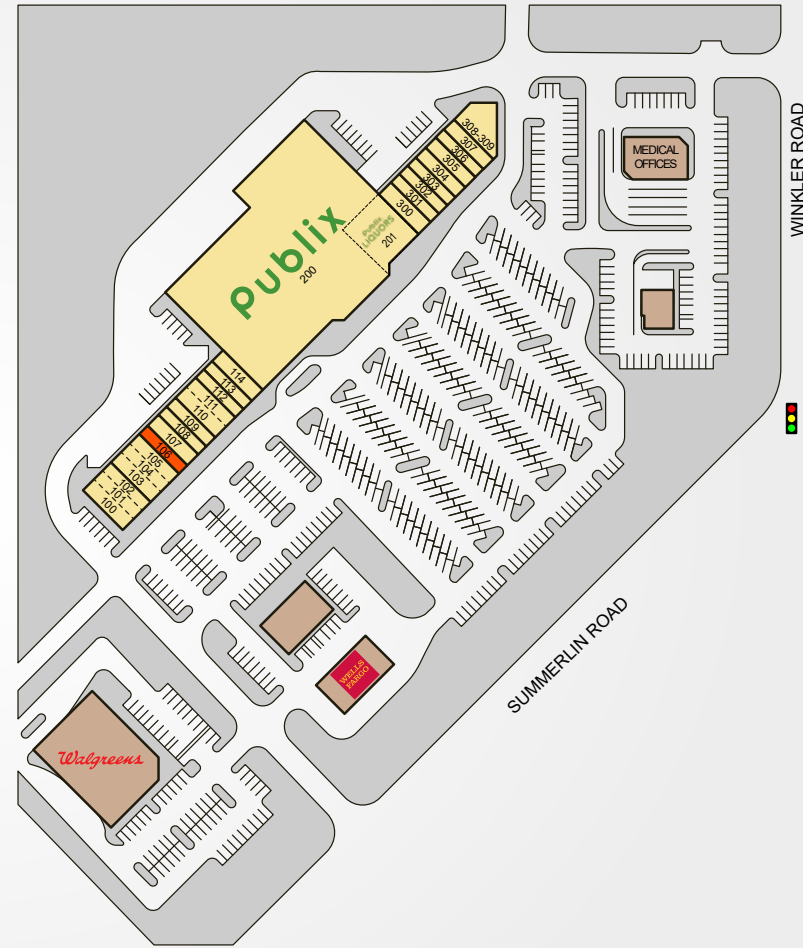 308-309
307
306
305
304
303
302
301
300
MEDICAL
OFFICES
WINKLER ROAD
Publix
LIQUORS
201
Publix
200
114
113
112
111
110
109
108
107
106
105
104
103
102
101
100
SUMMERLIN ROAD
WELLS
FARGO
Walgreens